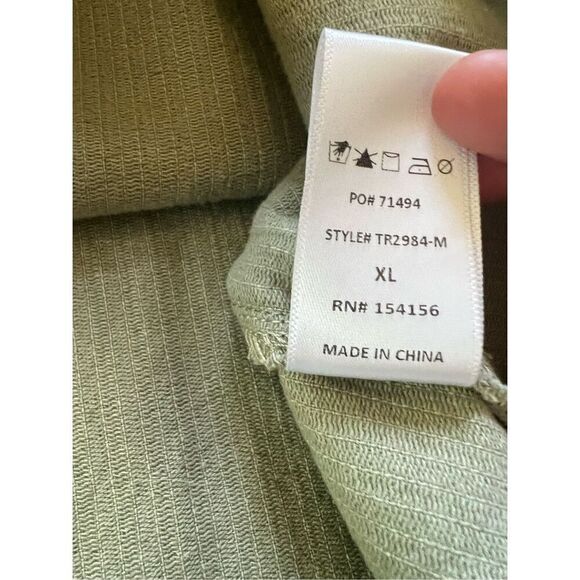 PO# 71494
STYLE# TR2984-M
XL
RN# 154156
MADE IN CHINA